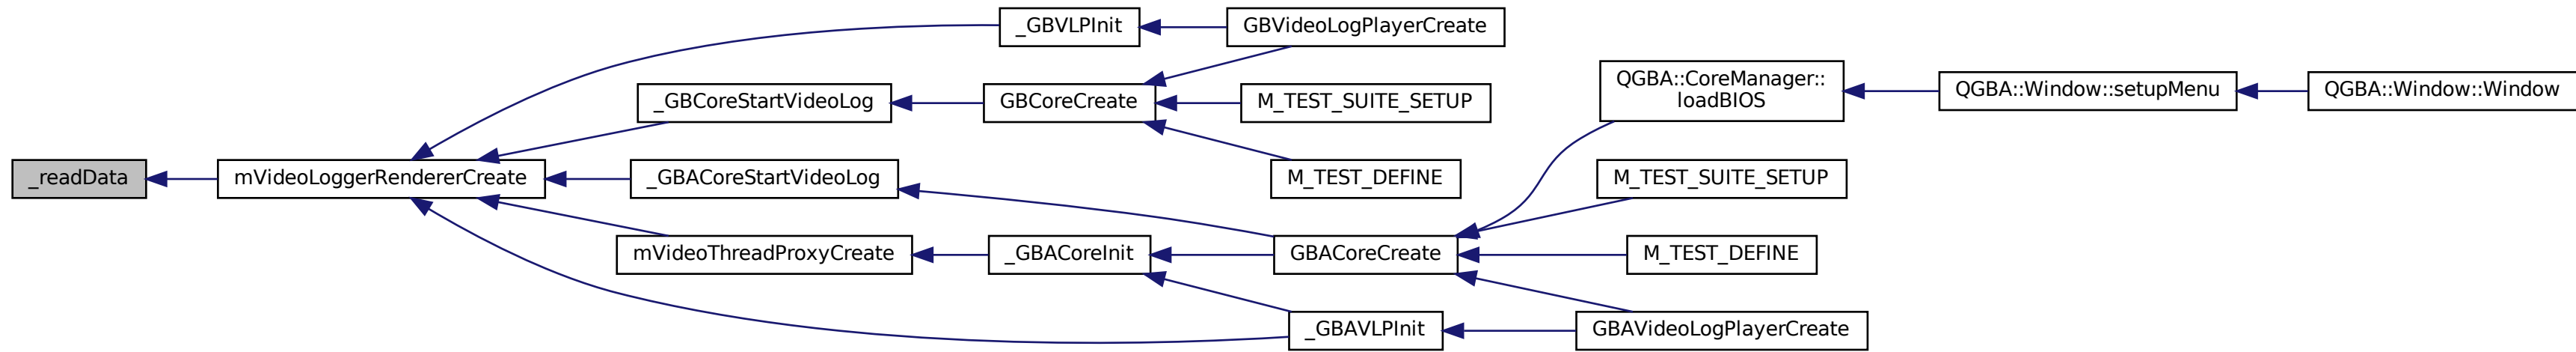 _GBVLPInit
GBVideoLogPlayerCreate
_GBCoreStartVideoLog
GBCoreCreate
M_TEST_SUITE_SETUP
QGBA::CoreManager::
loadBIOS
QGBA::Window::setupMenu
QGBA::Window::Window
_readData
mVideoLoggerRendererCreate
_GBACoreStartVideoLog
M_TEST_DEFINE
M_TEST_SUITE_SETUP
mVideoThreadProxyCreate
_GBACoreInit
GBACoreCreate
M_TEST_DEFINE
_GBAVLPInit
GBAVideoLogPlayerCreate